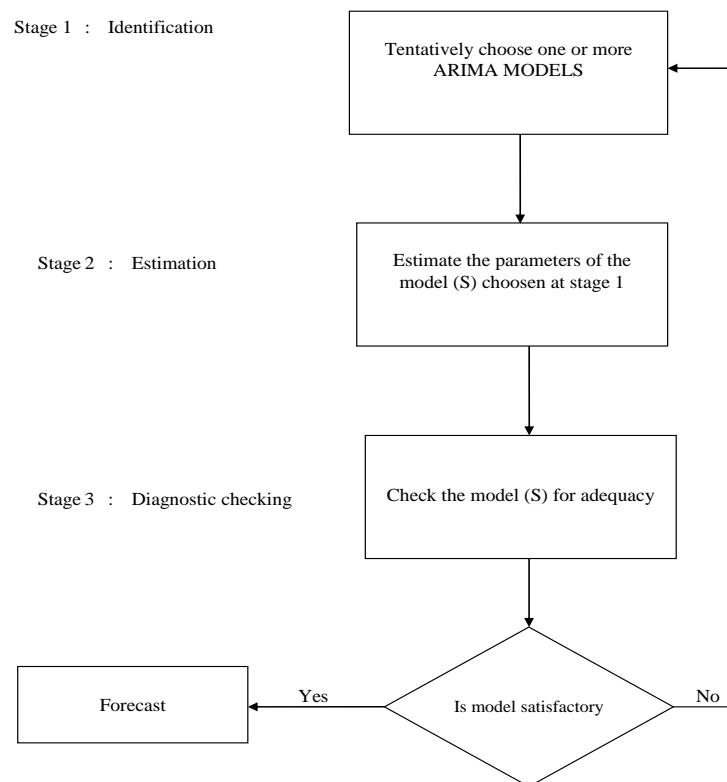 Stage 1 : Identification
Tentatively choose one or more
ARIMA MODELS
Stage 2 : Estimation
Estimate the parameters of the
model (S) choosen at stage 1
Stage 3 : Diagnostic checking
Check the model (S) for adequacy
Forecast
Yes
Is model satisfactory
No